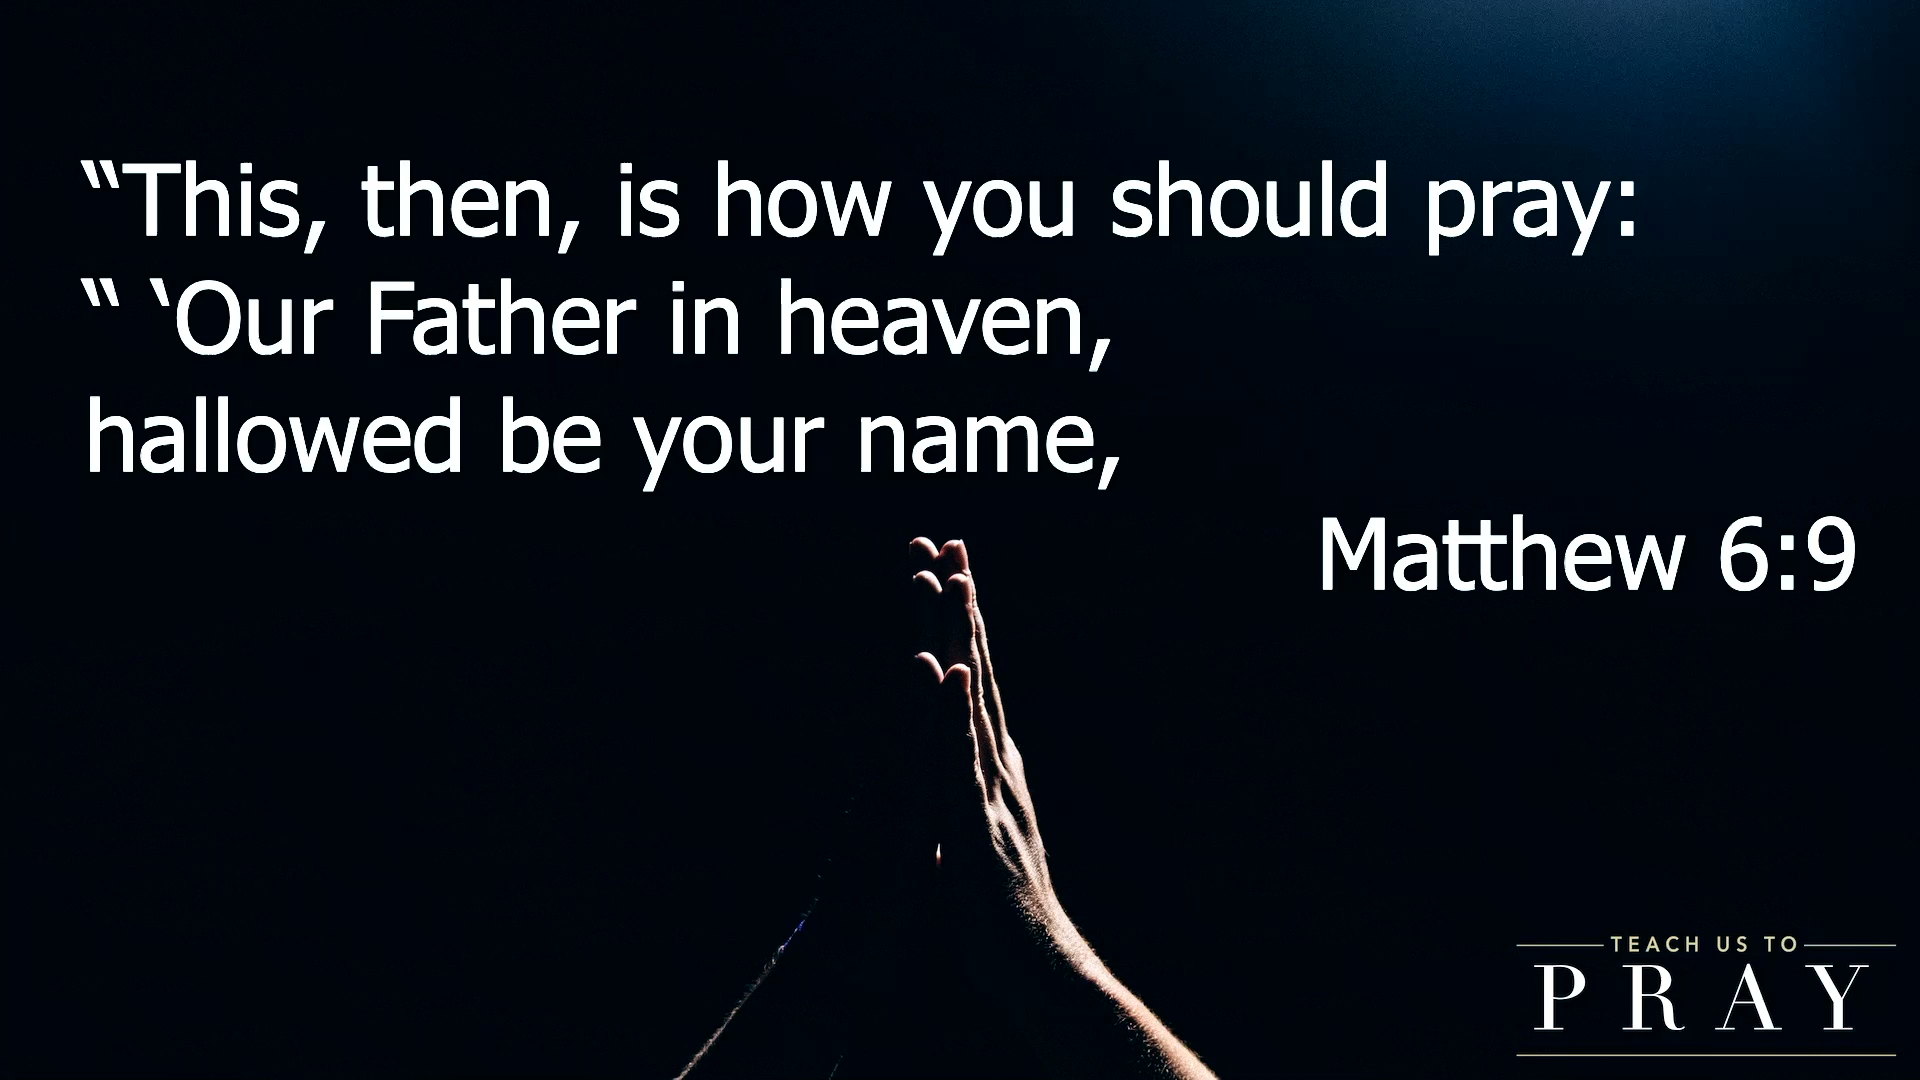 “This, then, is how you should pray:
“ ‘Our Father in heaven,
hallowed be your name,
Matthew 6:9
TEACH US TO
PRAY